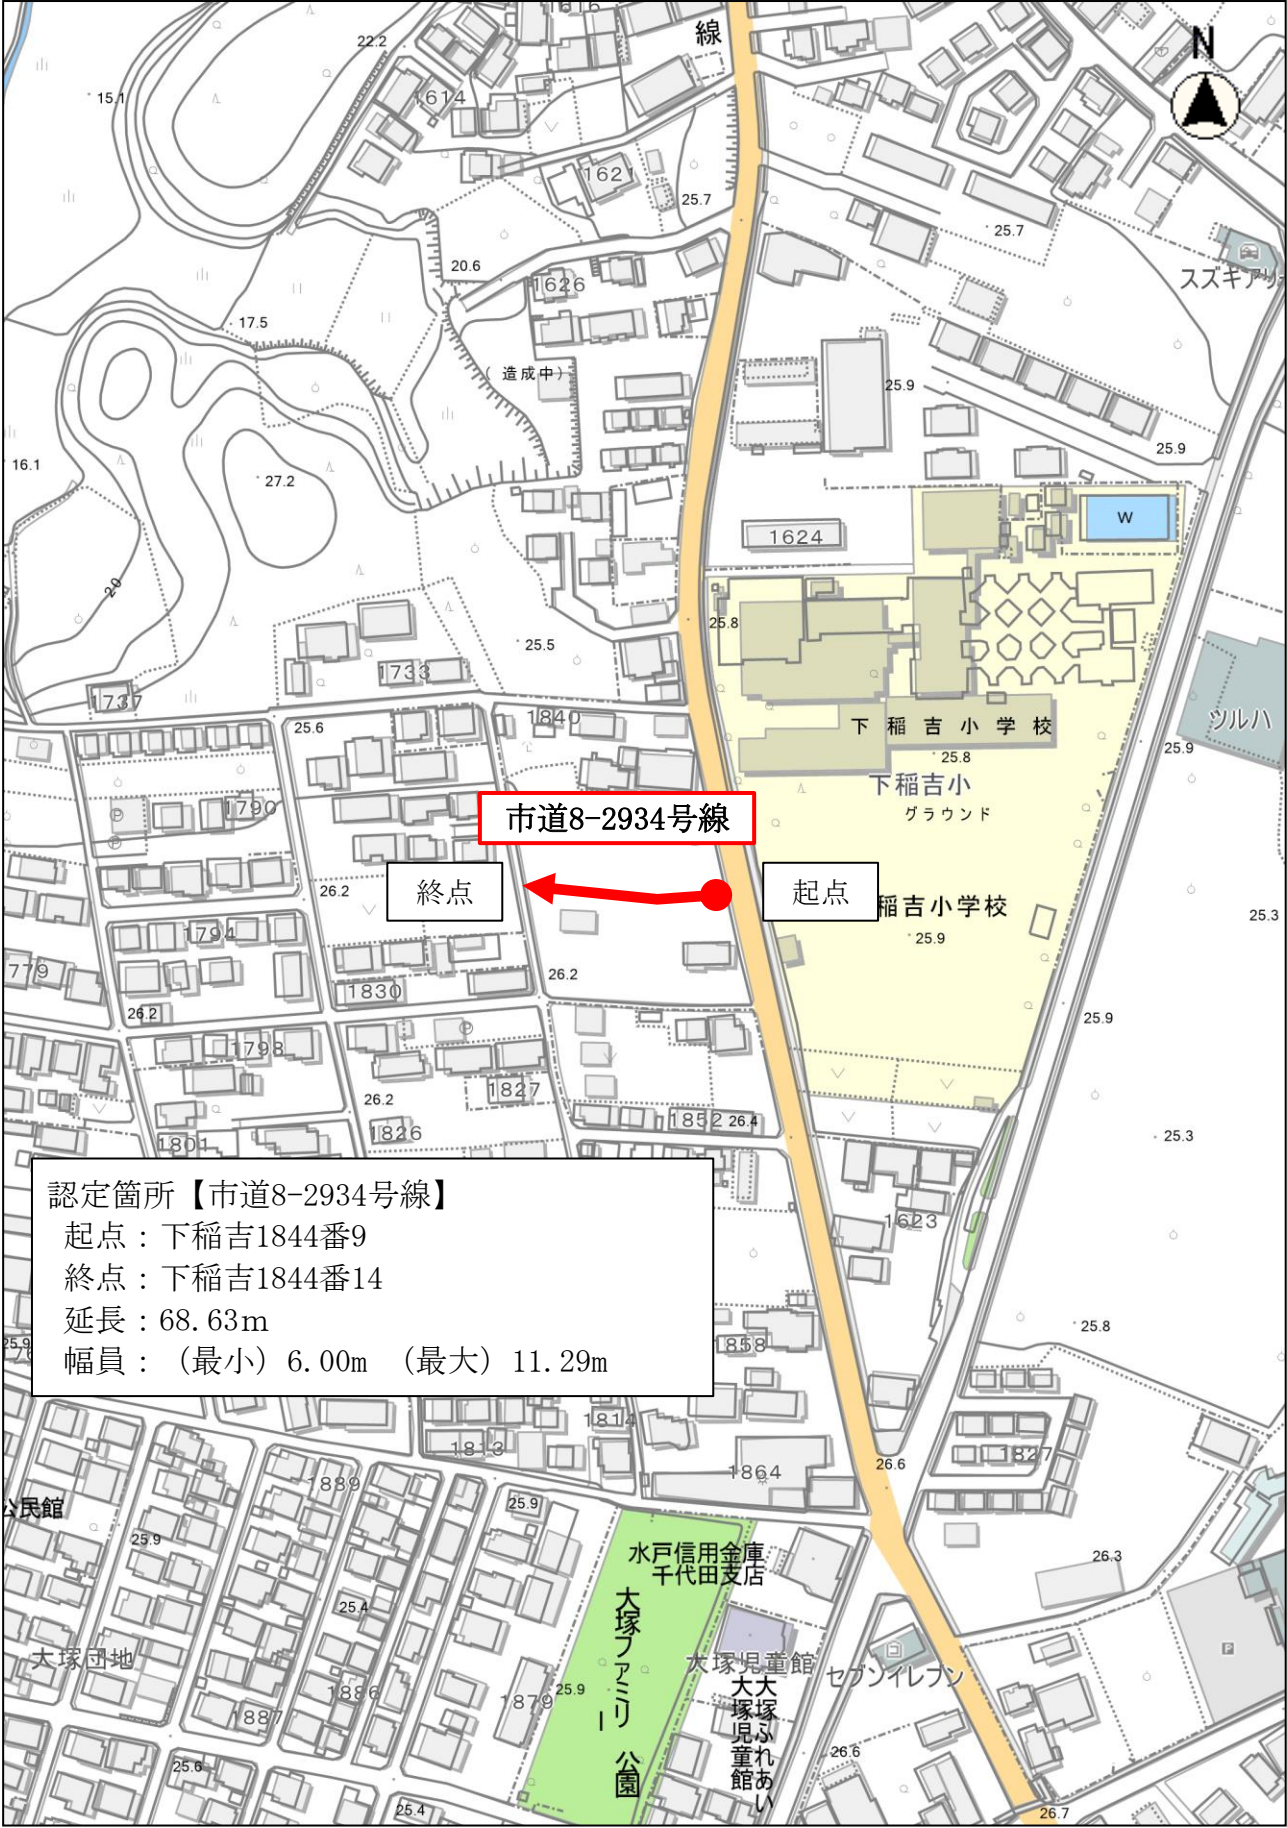 1616
線
N
22.2
15.1
1614
1621
25.7
25.7
20.6
1626
スズキアリ
17.5
(造成中)
25.9
25.9
16.1
27.2
W
1624
20
25.8
25.5
1733
1737
1840
25.6
下稲吉小学校
25.8
ツルハ
25.9
下稲吉小
グラウンド
1790
P
P
市道8-2934号線
26.2
終点
起点
稲吉小学校
25.9
25.3
1794
779
26.2
1830
26.2
25.9
P
1798
1827
26.2
1826
1852
26.4
25.3
1801
認定箇所【市道8-2934号線】
起点：下稲吉1844番9
終点：下稲吉1844番14
延長：68.63m
幅員：（最小）6.00m （最大）11.29m
1623
25.8
25.9
1858
1814
1813
1827
1864
26.6
1839
25.9
公民館
25.9
水戸信用金庫
千代田支店
26.3
25.4
大塚ファミリー公園
P
大塚団地
大塚児童館
セブンイレブン
1886
1879
25.9
大塚ふれあい
大塚児童館
1887
26.6
25.6
25.4
26.7